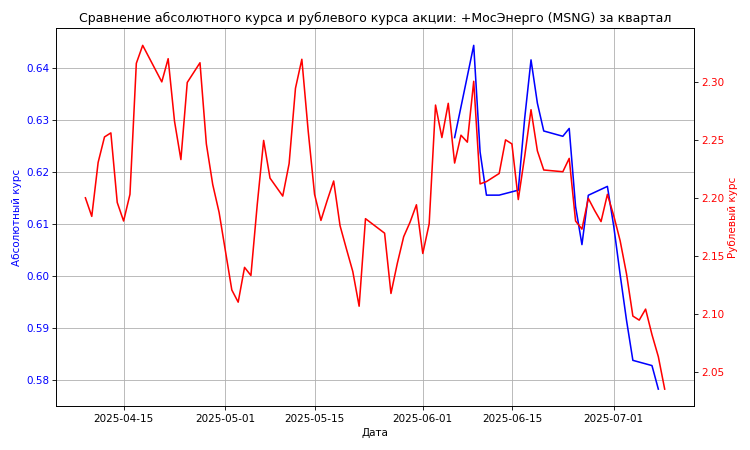 Сравнение абсолютного курса и рублевого курса акции: +МосЭнерго (MSNG) за квартал
0.64
0.63
0.62
0.61
0.60
0.59
0.58
Абсолютный курс
2.30
2.25
2.20
2.15
2.10
2.05
Рублевый курс
2025-04-15 2025-05-01 2025-05-15 2025-06-01 2025-06-15 2025-07-01
Дата